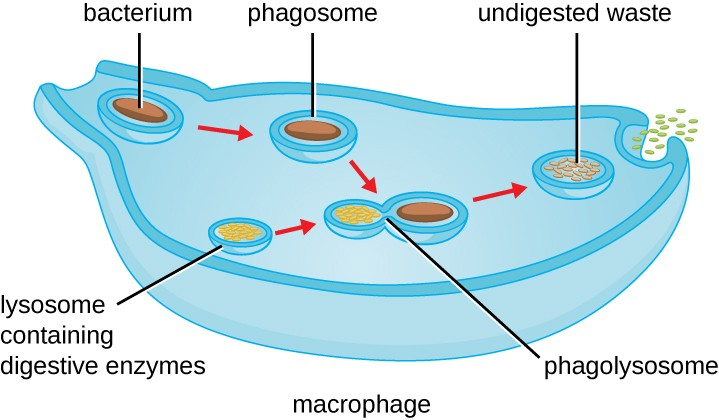 bacterium
phagosome
undigested waste
lysosome
containing
digestive enzymes
phagolysosome
macrophage